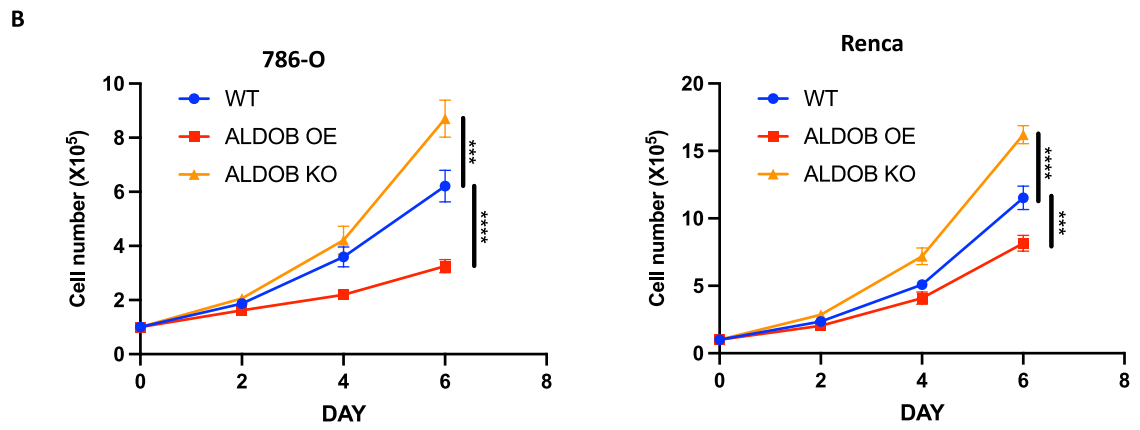 B
786-O
10
8
6
4
2
0
Cell number (X10⁵)
WT
ALDOB OE
ALDOB KO
***
****
0 2 4 6 8
DAY
Renca
20
15
10
5
0
Cell number (X10⁵)
WT
ALDOB OE
ALDOB KO
****
***
0 2 4 6 8
DAY